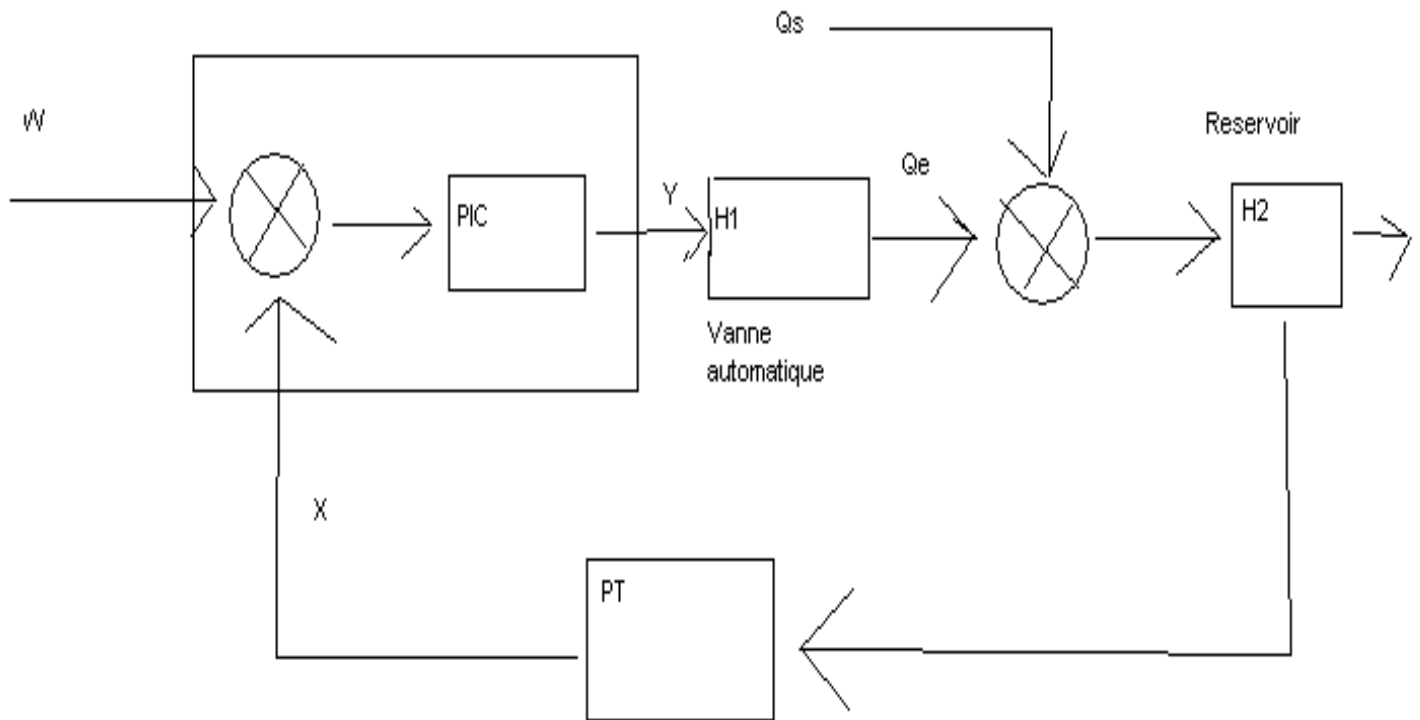 Qs
W
Reservoir
Qe
Y
PIC
H1
H2
Vanne
automatique
X
PT